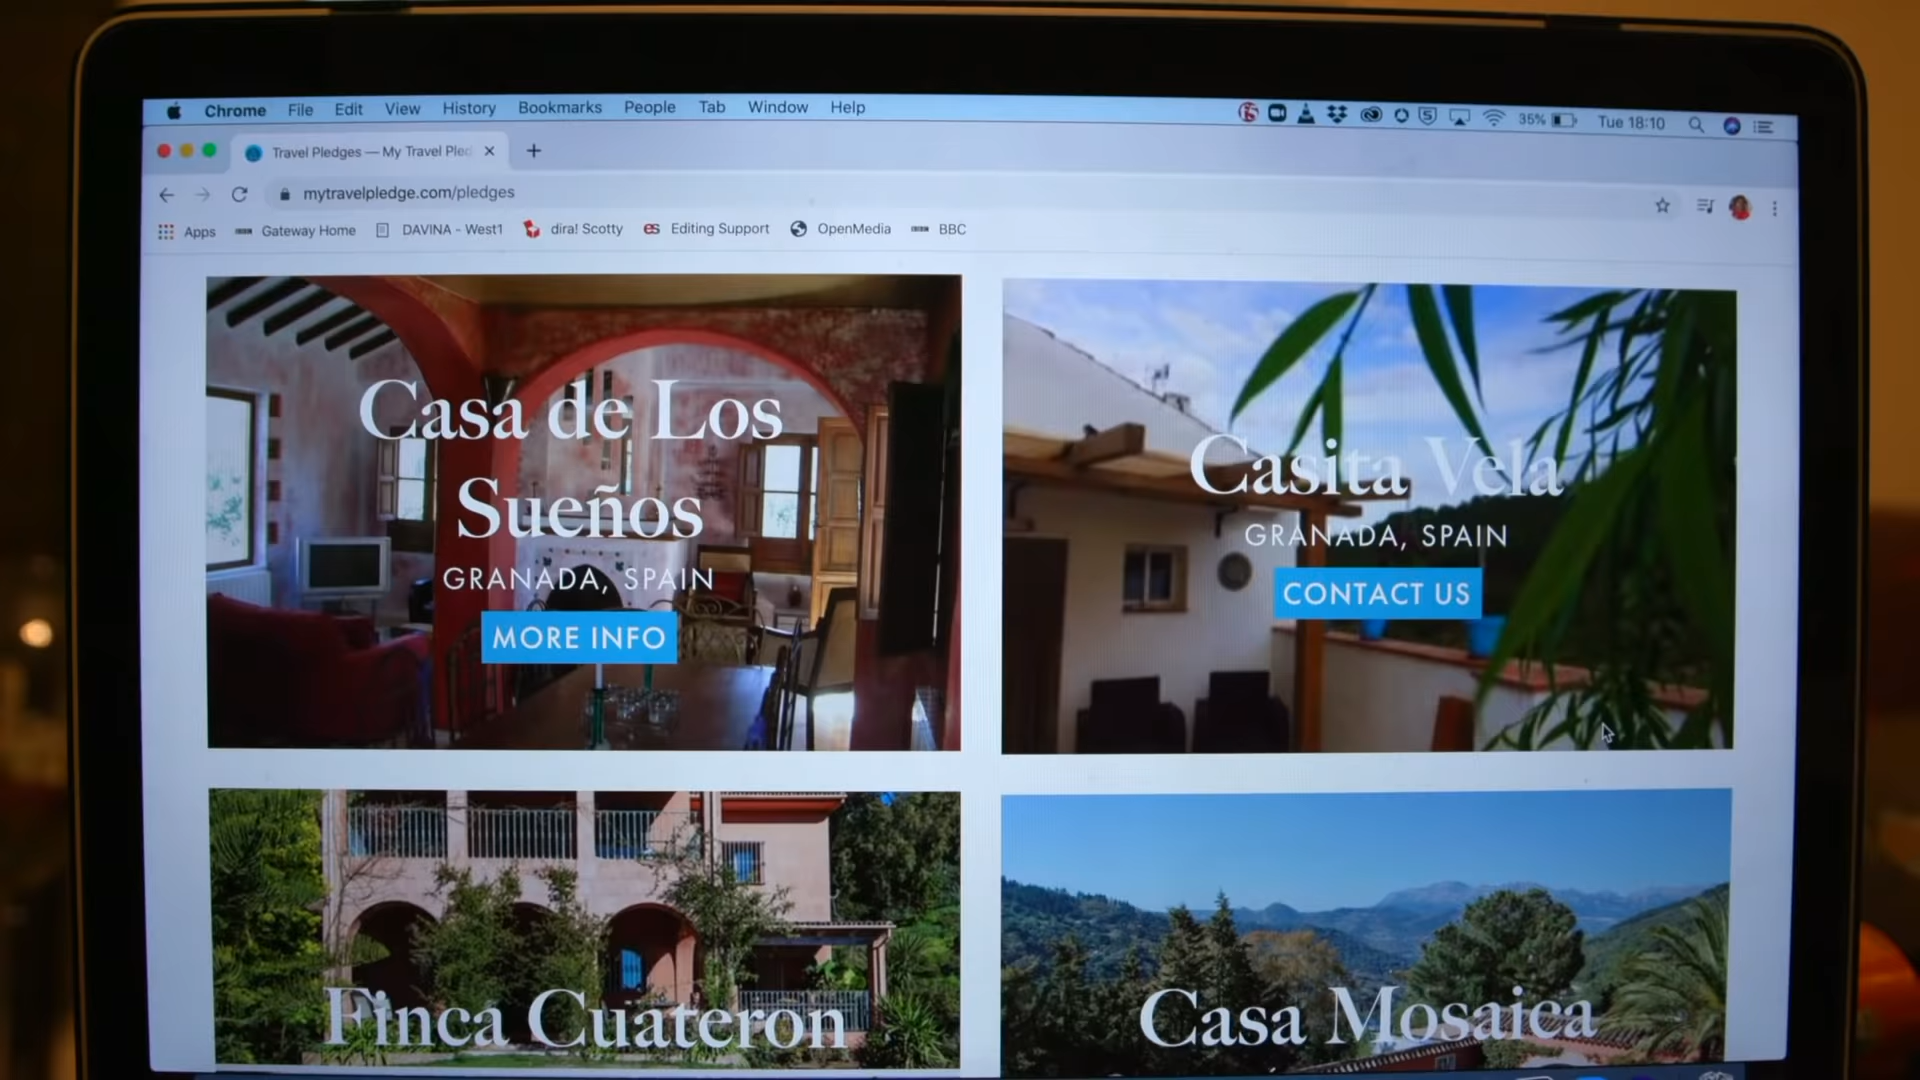 Chrome File Edit View History Bookmarks People Tab Window Help 35% Tue 18:10
Travel Pledges — My Travel Pled
mytravelpledge.com/pledges
Apps Gateway Home DAVINA - West1 dira! Scotty es Editing Support OpenMedia BBC
Casa de Los
Sueños
GRANADA, SPAIN
MORE INFO
Casita Vela
GRANADA, SPAIN
CONTACT US
Finca Cuateron
Casa Mosaica